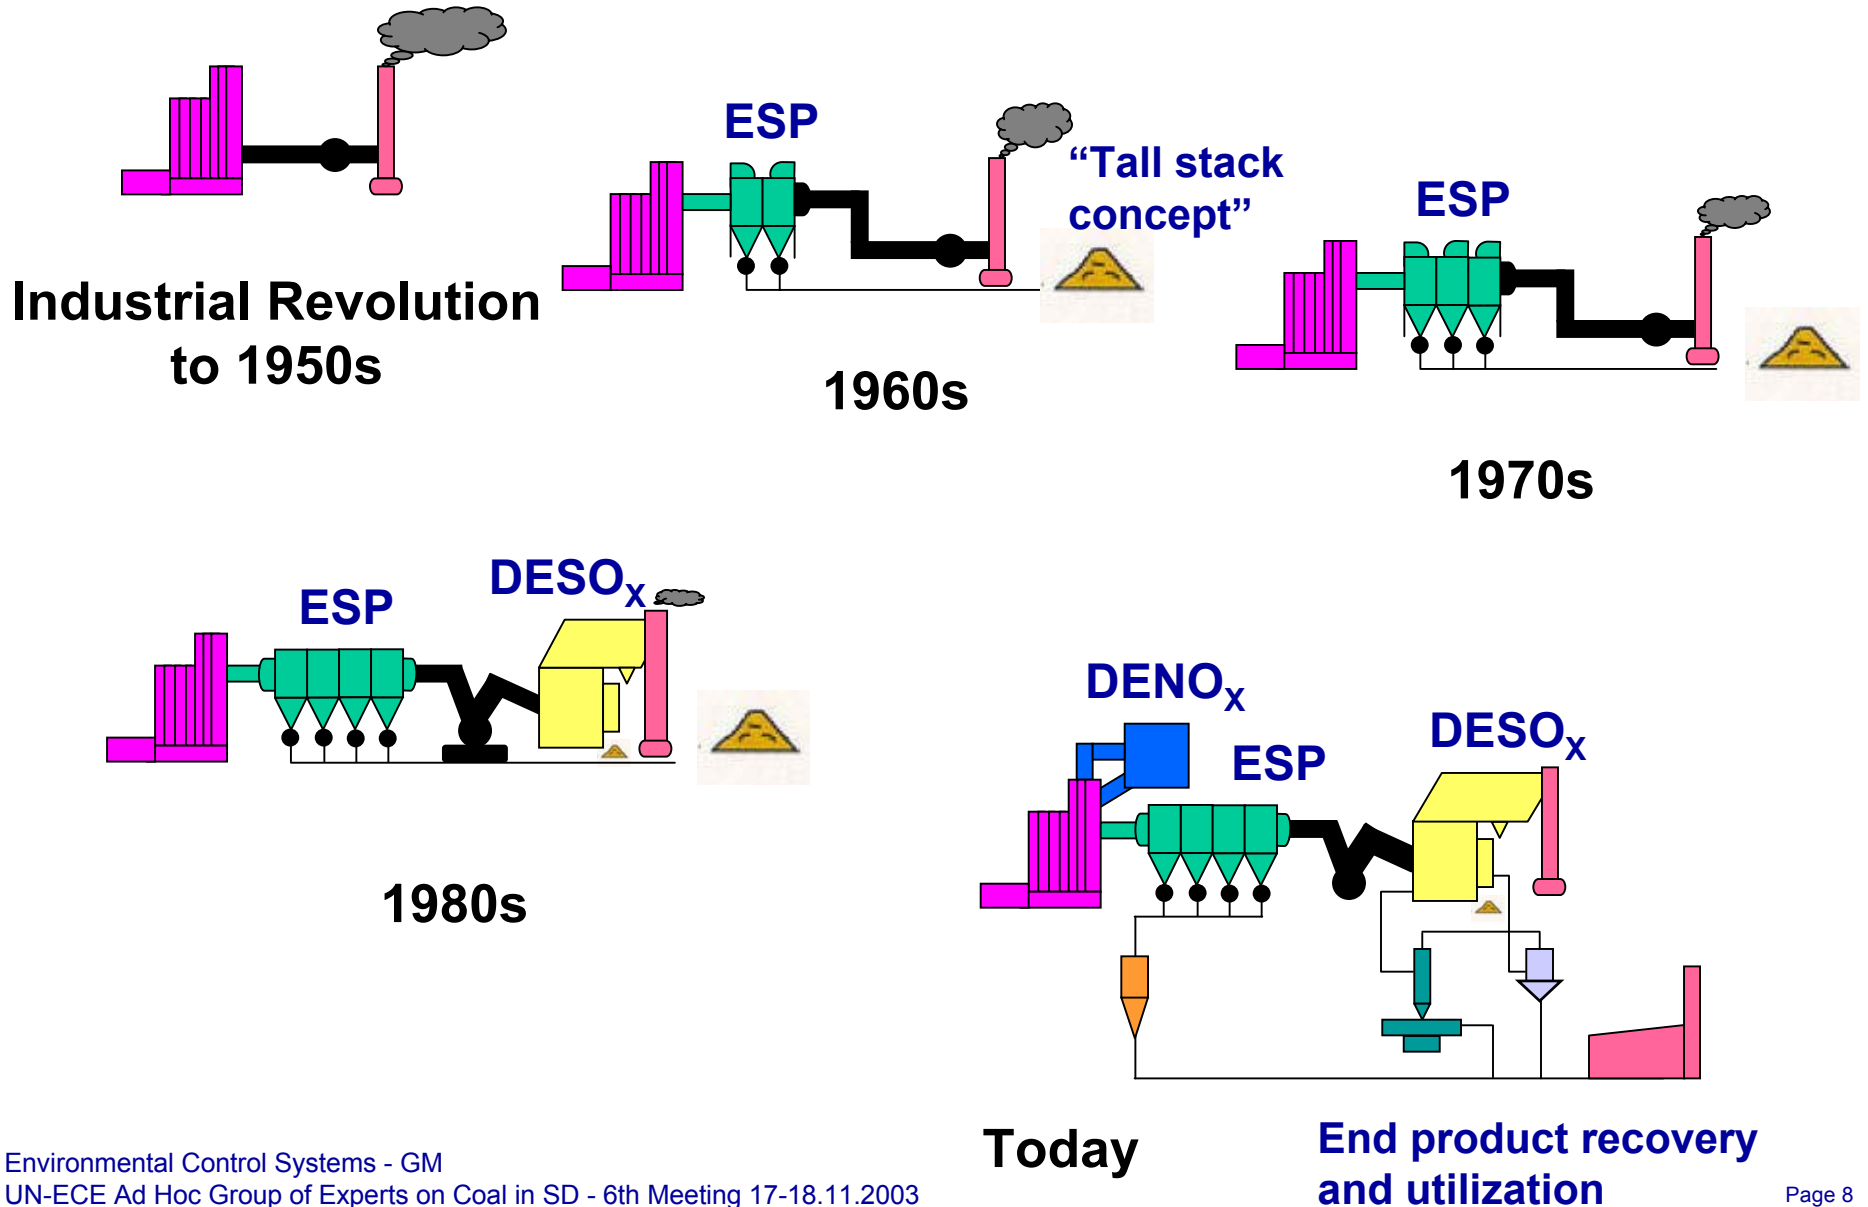 ESP
“Tall stack
concept”
ESP
Industrial Revolution
to 1950s
1960s
1970s
ESP
DESOX
1980s
DENOX
ESP
DESOX
Today
End product recovery
and utilization
Environmental Control Systems - GM
UN-ECE Ad Hoc Group of Experts on Coal in SD - 6th Meeting 17-18.11.2003
Page 8